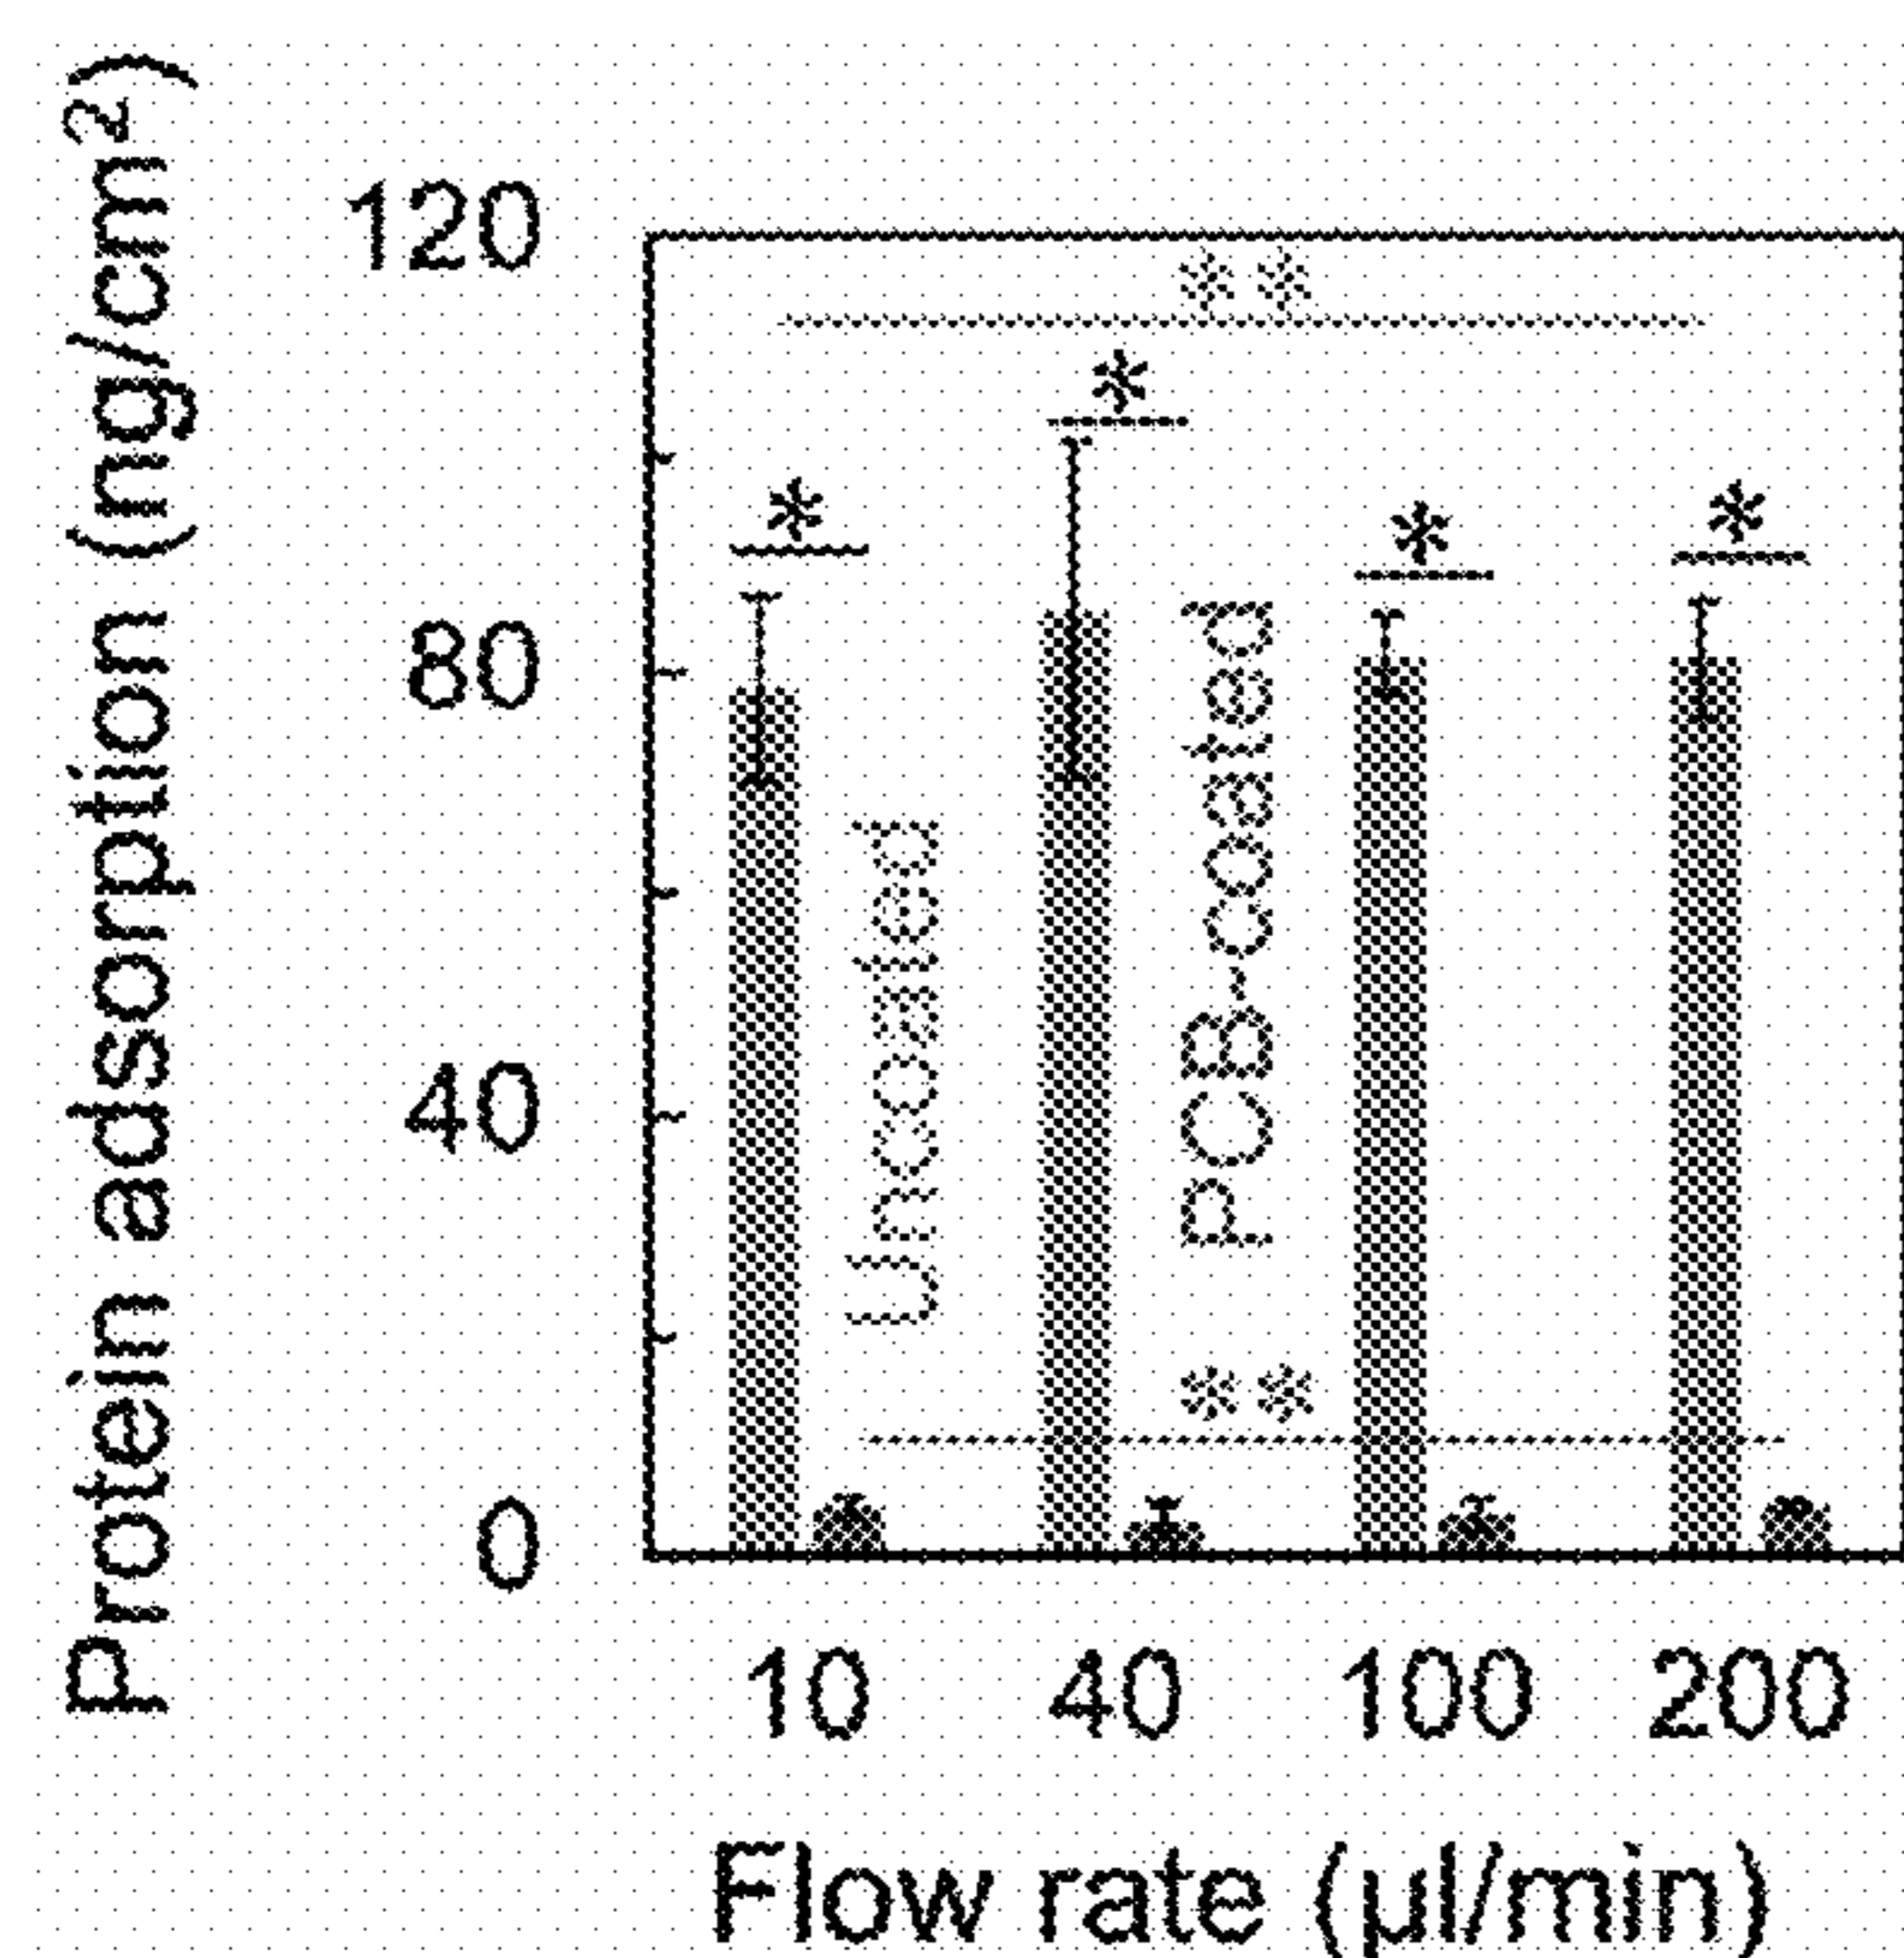 Protein adsorption (ng/cm²)
120
80
40
0
**
*
*
*
*
Uncoated
PCB-coated
**
10 40 100 200
Flow rate (µl/min)